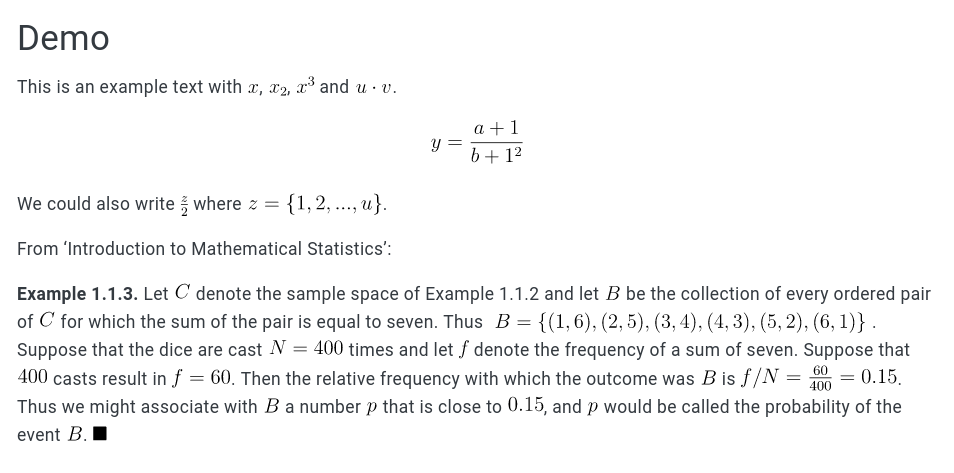 Demo
This is an example text with x, x₂, x³ and u · v.
y = \frac{a + 1}{b + 1²}
We could also write \frac{z}{2} where z = {1, 2, ..., u}.
From ‘Introduction to Mathematical Statistics’:
Example 1.1.3. Let C denote the sample space of Example 1.1.2 and let B be the collection of every ordered pair
of C for which the sum of the pair is equal to seven. Thus B = {(1, 6), (2, 5), (3, 4), (4, 3), (5, 2), (6, 1)} .
Suppose that the dice are cast N = 400 times and let f denote the frequency of a sum of seven. Suppose that
400 casts result in f = 60. Then the relative frequency with which the outcome was B is f/N = \frac{60}{400} = 0.15.
Thus we might associate with B a number p that is close to 0.15, and p would be called the probability of the
event B. ■